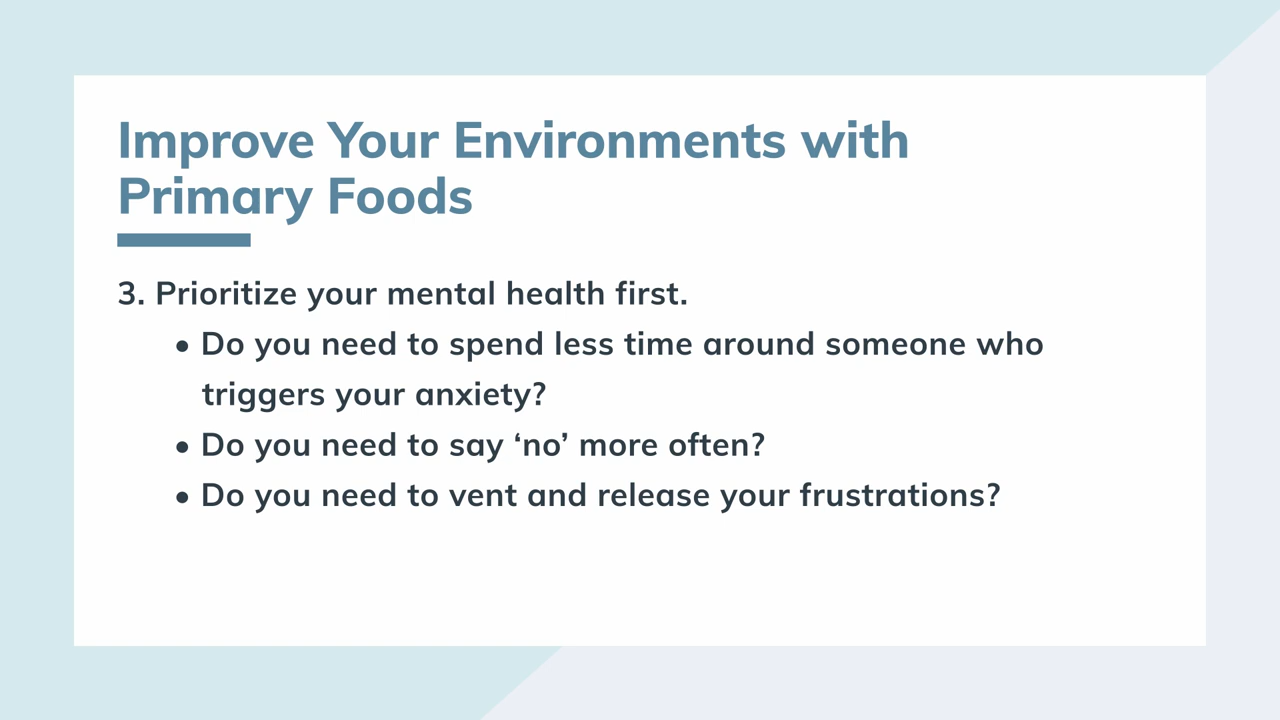 Improve Your Environments with
Primary Foods
3. Prioritize your mental health first.
• Do you need to spend less time around someone who
triggers your anxiety?
• Do you need to say ‘no’ more often?
• Do you need to vent and release your frustrations?